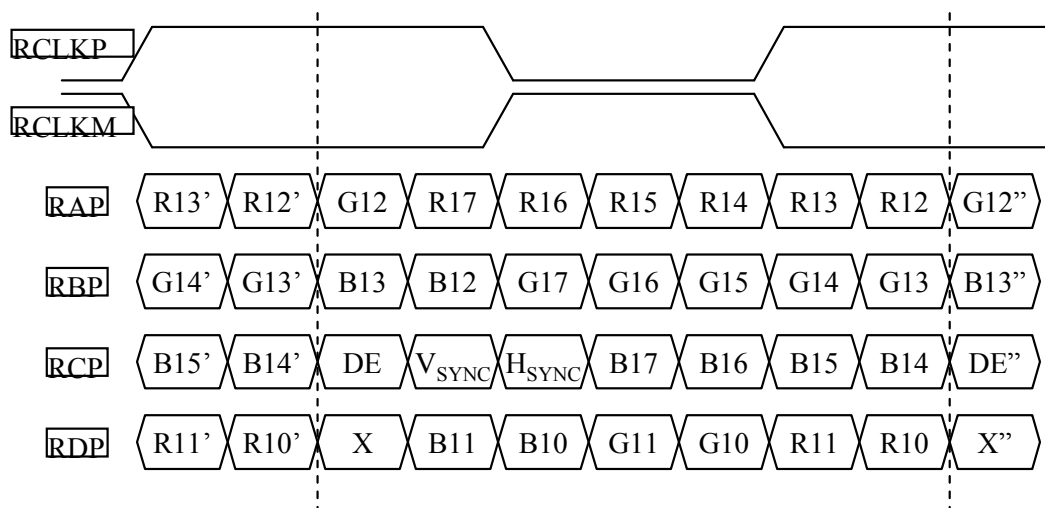 RCLKP
RCLKM
RAP R13’ R12’ G12 R17 R16 R15 R14 R13 R12 G12”
RBP G14’ G13’ B13 B12 G17 G16 G15 G14 G13 B13”
RCP B15’ B14’ DE VSYNC HSYNC B17 B16 B15 B14 DE”
RDP R11’ R10’ X B11 B10 G11 G10 R11 R10 X”